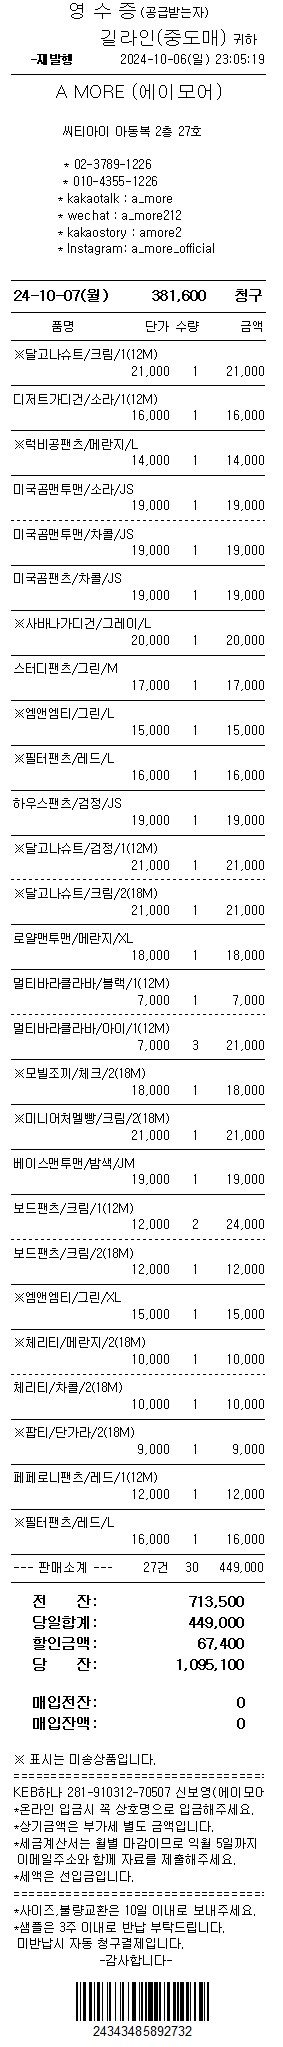 영 수 증 (공급받는자)
길라인(중도매) 귀하
-재발행 2024-10-06(일) 23:05:19
A MORE (에이모어)
씨티아이 아동복 2층 27호
* 02-3789-1226
* 010-4355-1226
* kakaotalk : a_more
* wechat : a_more212
* kakaostory : amore2
* Instagram: a_more_official
24-10-07(월) 381,600 청구
품명 단가 수량 금액
※달고나슈트/크림/1(12M)
21,000 1 21,000
디저트가디건/소라/1(12M)
16,000 1 16,000
※럭비공팬츠/메란지/L
14,000 1 14,000
미국곰맨투맨/소라/JS
19,000 1 19,000
미국곰맨투맨/차콜/JS
19,000 1 19,000
미국곰팬츠/차콜/JS
19,000 1 19,000
※사바나가디건/그레이/L
20,000 1 20,000
스터디팬츠/그린/M
17,000 1 17,000
※엠앤엠티/그린/L
15,000 1 15,000
※필터팬츠/레드/L
16,000 1 16,000
하우스팬츠/검정/JS
19,000 1 19,000
※달고나슈트/검정/1(12M)
21,000 1 21,000
※달고나슈트/크림/2(18M)
21,000 1 21,000
로얄맨투맨/메란지/XL
18,000 1 18,000
멀티바라클라바/블랙/1(12M)
7,000 1 7,000
멀티바라클라바/아이/1(12M)
7,000 3 21,000
※모빌조끼/체크/2(18M)
18,000 1 18,000
※미니어처멜빵/크림/2(18M)
21,000 1 21,000
베이스맨투맨/밤색/JM
19,000 1 19,000
보드팬츠/크림/1(12M)
12,000 2 24,000
보드팬츠/크림/2(18M)
12,000 1 12,000
※엠앤엠티/그린/XL
15,000 1 15,000
※체리티/메란지/2(18M)
10,000 1 10,000
체리티/차콜/2(18M)
10,000 1 10,000
※팝티/단가라/2(18M)
9,000 1 9,000
페페로니팬츠/레드/1(12M)
12,000 1 12,000
※필터팬츠/레드/L
16,000 1 16,000
--- 판매소계 --- 27건 30 449,000
전 잔: 713,500
당일합계: 449,000
할인금액: 67,400
당 잔: 1,095,100
매입전잔: 0
매입잔액: 0
※ 표시는 미송상품입니다.
KEB하나 281-910312-70507 신보영(에이모어
*온라인 입금시 꼭 상호명으로 입금해주세요.
*상기금액은 부가세 별도 금액입니다.
*세금계산서는 월별 마감이므로 익월 5일까지
이메일주소와 함께 자료를 제출해주세요.
*세액은 선입금입니다.
*사이즈,불량교환은 10일 이내로 보내주세요.
*샘플은 3주 이내로 반납 부탁드립니다.
미반납시 자동 청구결제입니다.
-감사합니다-
24343485892732